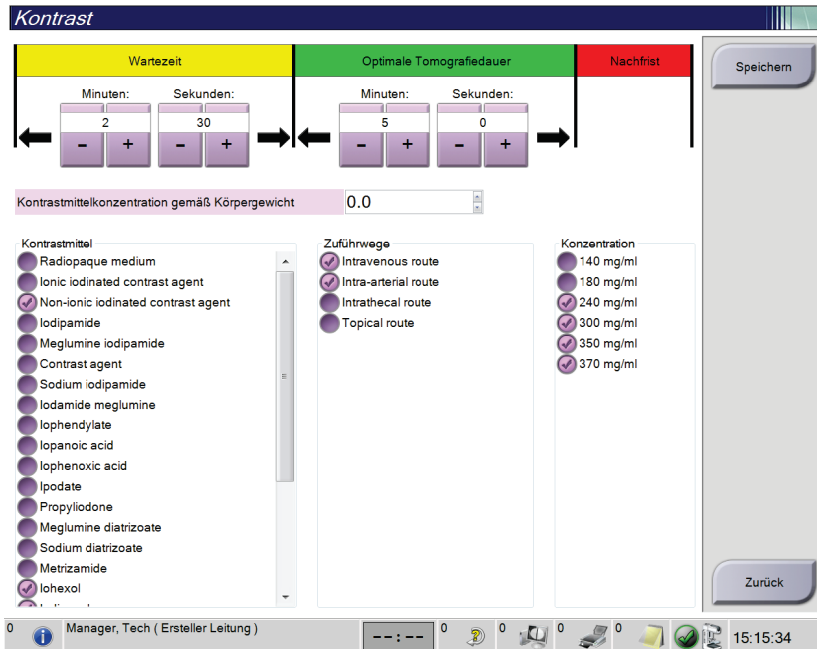 Kontrast
Wartezeit
Optimale Tomografiedauer
Nachfrist
Speichern
Minuten:
Sekunden:
Minuten:
Sekunden:
2
30
5
0
- +
- +
- +
- +
Kontrastmittelkonzentration gemäß Körpergewicht
0.0
Kontrastmittel
Radiopaque medium
Ionic iodinated contrast agent
Non-ionic iodinated contrast agent
Iodipamide
Meglumine iodipamide
Contrast agent
Sodium iodipamide
Iodamide meglumine
Iophendylate
Iopanoic acid
Iophenoxic acid
Ipodate
Propyliodone
Meglumine diatrizoate
Sodium diatrizoate
Metrizamide
Iohexol
Zuführwege
Intravenous route
Intra-arterial route
Intrathecal route
Topical route
Konzentration
140 mg/ml
180 mg/ml
240 mg/ml
300 mg/ml
350 mg/ml
370 mg/ml
Zurück
0
Manager, Tech ( Ersteller Leitung )
--:--
0
0
0
0
15:15:34